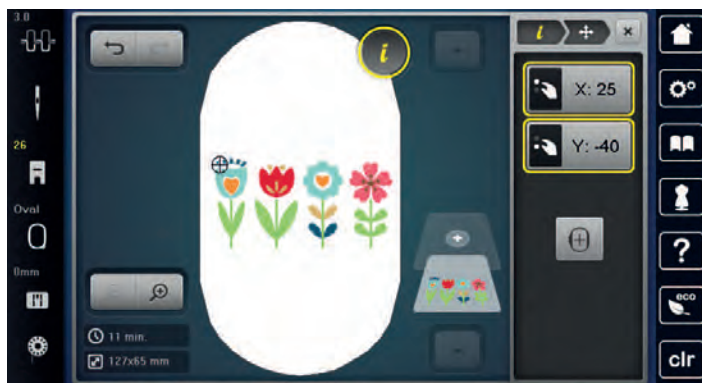 3.0
26
Oval
0mm
i
11 min.
127x65 mm
i
X: 25
Y: -40
?
eco
clr